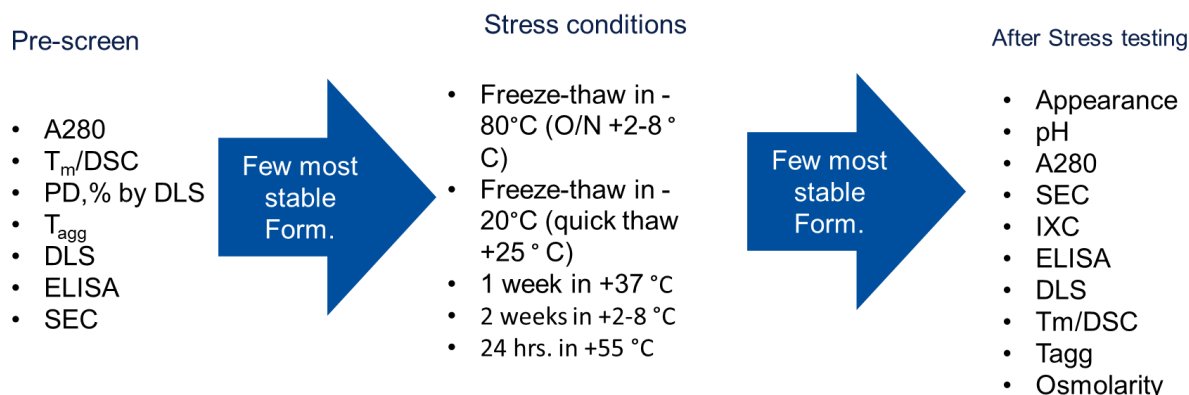 Pre-screen
• A280
• Tm/DSC
• PD,% by DLS
• Tagg
• DLS
• ELISA
• SEC
Few most
stable
Form.
Stress conditions
• Freeze-thaw in -
80°C (O/N +2-8 °
C)
• Freeze-thaw in -
20°C (quick thaw
+25 ° C)
• 1 week in +37 °C
• 2 weeks in +2-8 °C
• 24 hrs. in +55 °C
Few most
stable
Form.
After Stress testing
• Appearance
• pH
• A280
• SEC
• IXC
• ELISA
• DLS
• Tm/DSC
• Tagg
• Osmolarity